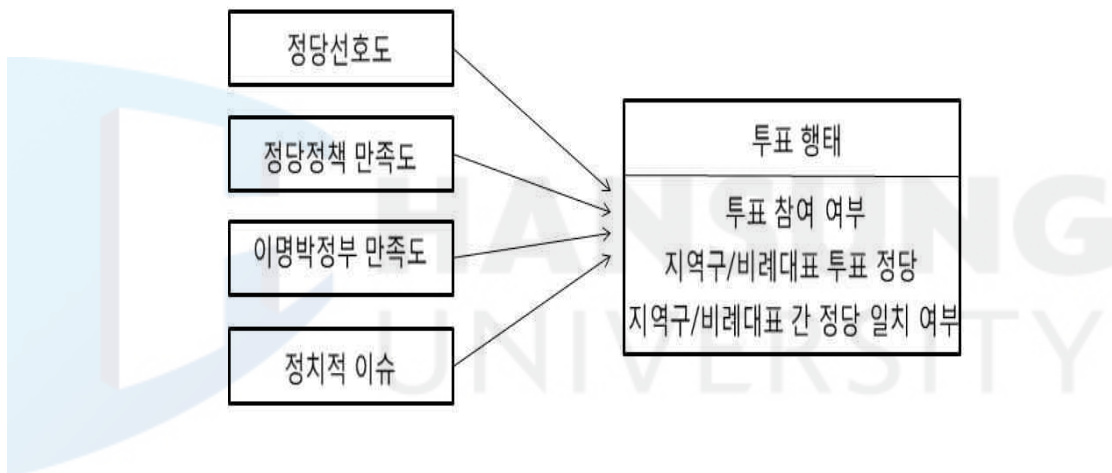 정당선호도
정당정책 만족도
이명박정부 만족도
정치적 이슈
투표 행태
투표 참여 여부
지역구/비례대표 투표 정당
지역구/비례대표 간 정당 일치 여부
HANSUNG
UNIVERSITY